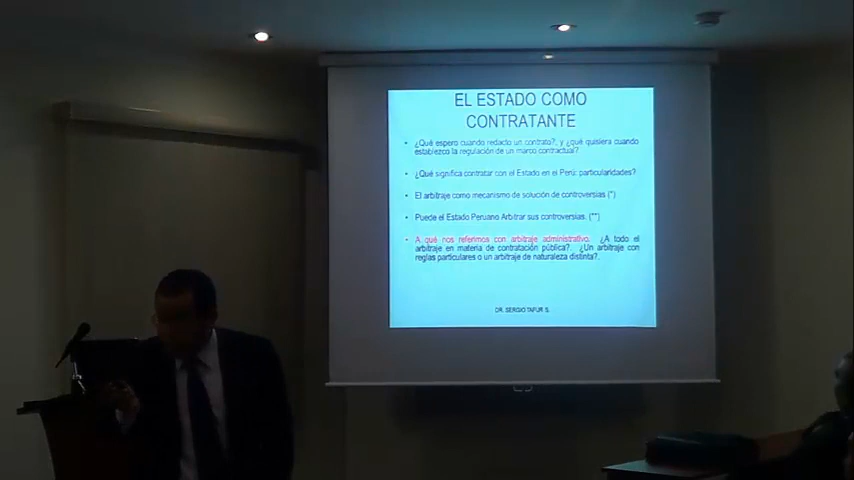 EL ESTADO COMO
CONTRATANTE
• ¿Qué espero cuando redacto un contrato?, y ¿qué quisiera cuando
establezco la regulación de un marco contractual?
• ¿Qué significa contratar con el Estado en el Perú: particularidades?
• El arbitraje como mecanismo de solución de controversias (*)
• Puede el Estado Peruano Arbitrar sus controversias. (**)
• A qué nos referimos con arbitraje administrativo. ¿A todo el
arbitraje en materia de contratación pública?. ¿Un arbitraje con
reglas particulares o un arbitraje de naturaleza distinta?.
DR. SERGIO TAFUR S.